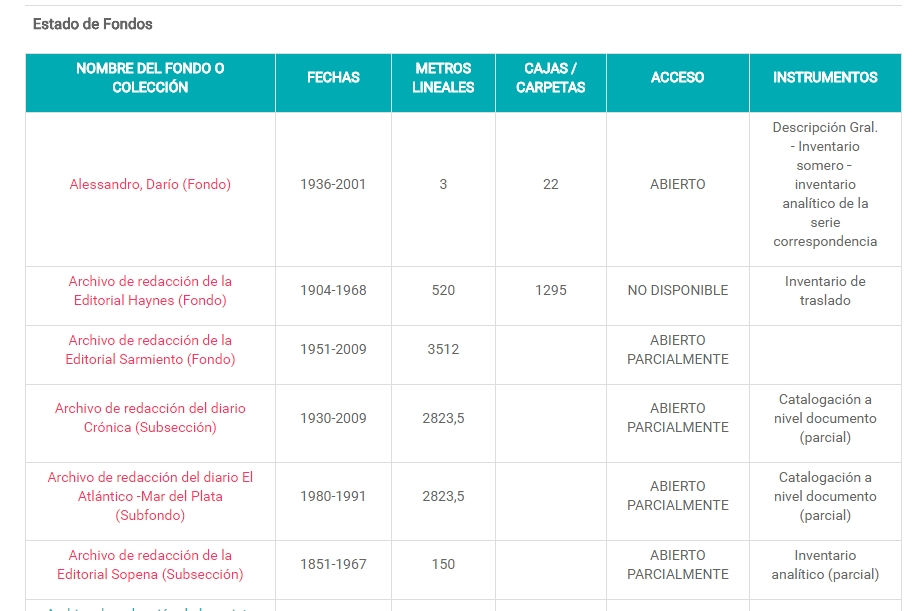 Estado de Fondos
NOMBRE DEL FONDO O
COLECCIÓN
FECHAS
METROS
LINEALES
CAJAS /
CARPETAS
ACCESO
INSTRUMENTOS
Alessandro, Darío (Fondo)
1936-2001
3
22
ABIERTO
Descripción Gral.
- Inventario
somero -
inventario
analítico de la
serie
correspondencia
Archivo de redacción de la
Editorial Haynes (Fondo)
1904-1968
520
1295
NO DISPONIBLE
Inventario de
traslado
Archivo de redacción de la
Editorial Sarmiento (Fondo)
1951-2009
3512
ABIERTO
PARCIALMENTE
Archivo de redacción del diario
Crónica (Subsección)
1930-2009
2823,5
ABIERTO
PARCIALMENTE
Catalogación a
nivel documento
(parcial)
Archivo de redacción del diario El
Atlántico -Mar del Plata
(Subfondo)
1980-1991
2823,5
ABIERTO
PARCIALMENTE
Catalogación a
nivel documento
(parcial)
Archivo de redacción de la
Editorial Sopena (Subsección)
1851-1967
150
ABIERTO
PARCIALMENTE
Inventario
analítico (parcial)